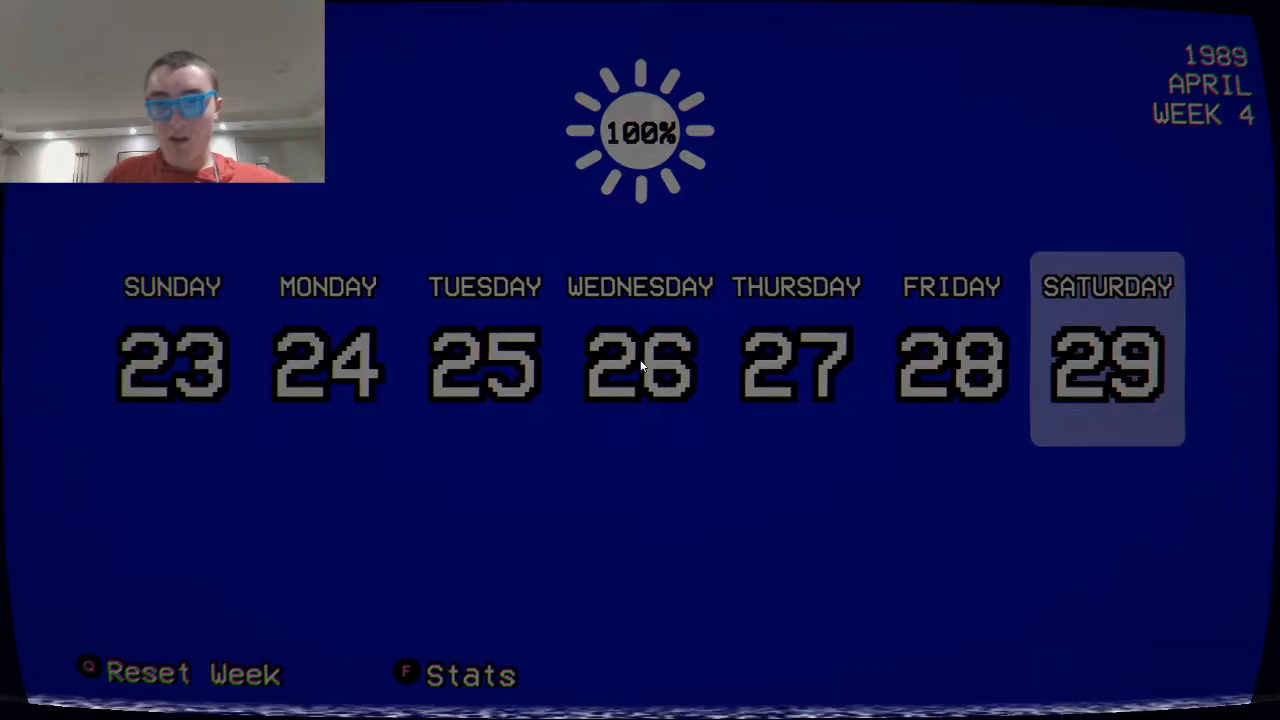 1989
APRIL
WEEK 4
100%
SUNDAY MONDAY TUESDAY WEDNESDAY THURSDAY FRIDAY SATURDAY
23 24 25 26 27 28 29
Q Reset Week F Stats